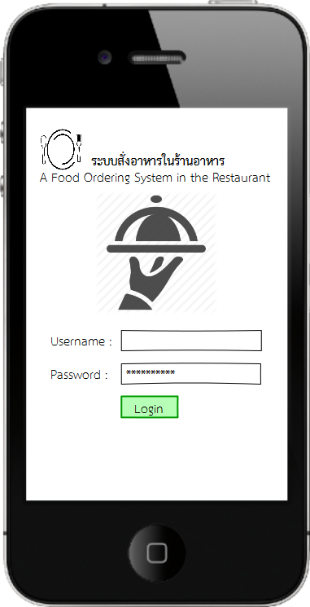 ระบบสั่งอาหารในร้านอาหาร
A Food Ordering System in the Restaurant
Username :
Password : **********
Login